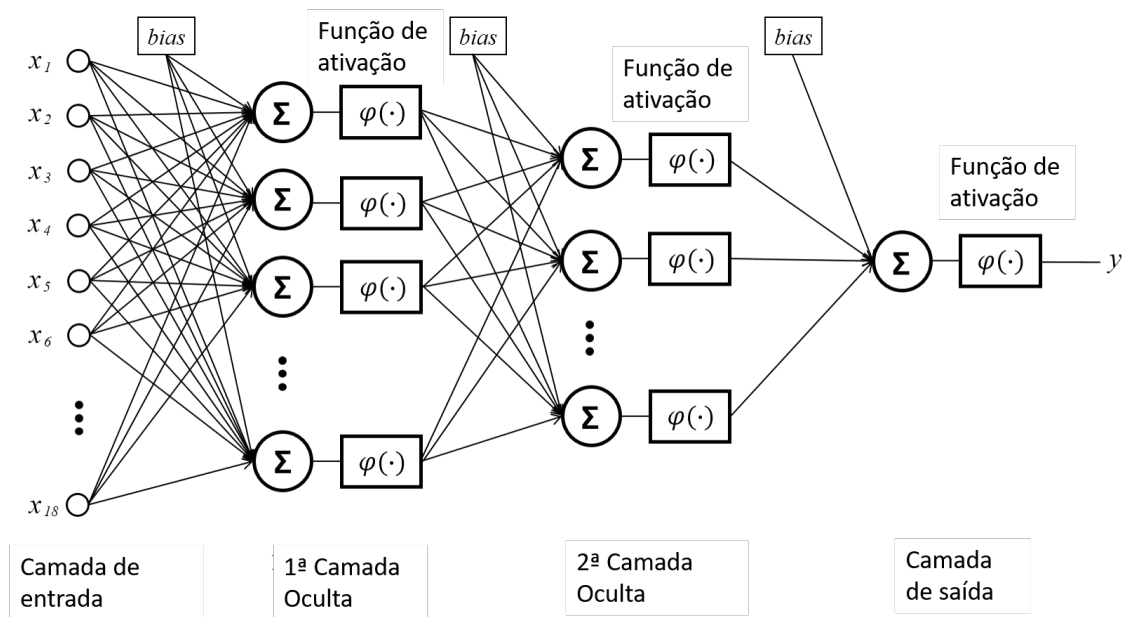 bias
Função de
ativação
bias
Função de
ativação
bias
Função de
ativação
x1
x2
x3
x4
x5
x6
x18
Σ
φ(·)
Σ
φ(·)
Σ
φ(·)
Σ
φ(·)
Σ
φ(·)
Σ
φ(·)
Σ
φ(·)
Σ
φ(·)
y
Camada de
entrada
1ª Camada
Oculta
2ª Camada
Oculta
Camada
de saída